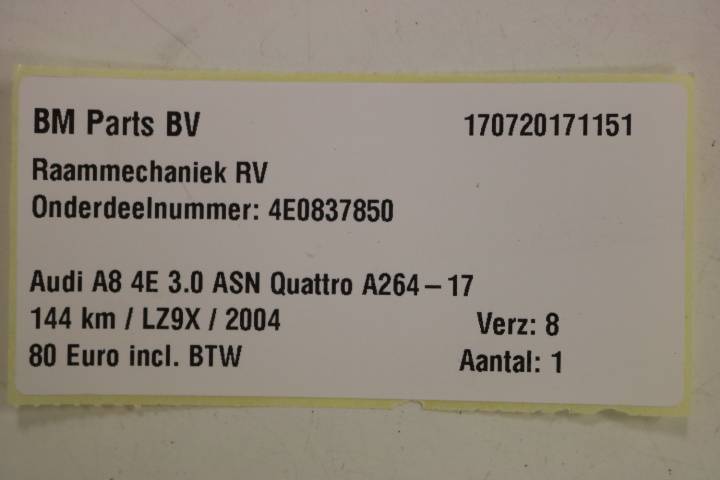 BM Parts BV 170720171151
Raammechaniek RV
Onderdeelnummer: 4E0837850
Audi A8 4E 3.0 ASN Quattro A264-17
144 km / LZ9X / 2004 Verz: 8
80 Euro incl. BTW Aantal: 1